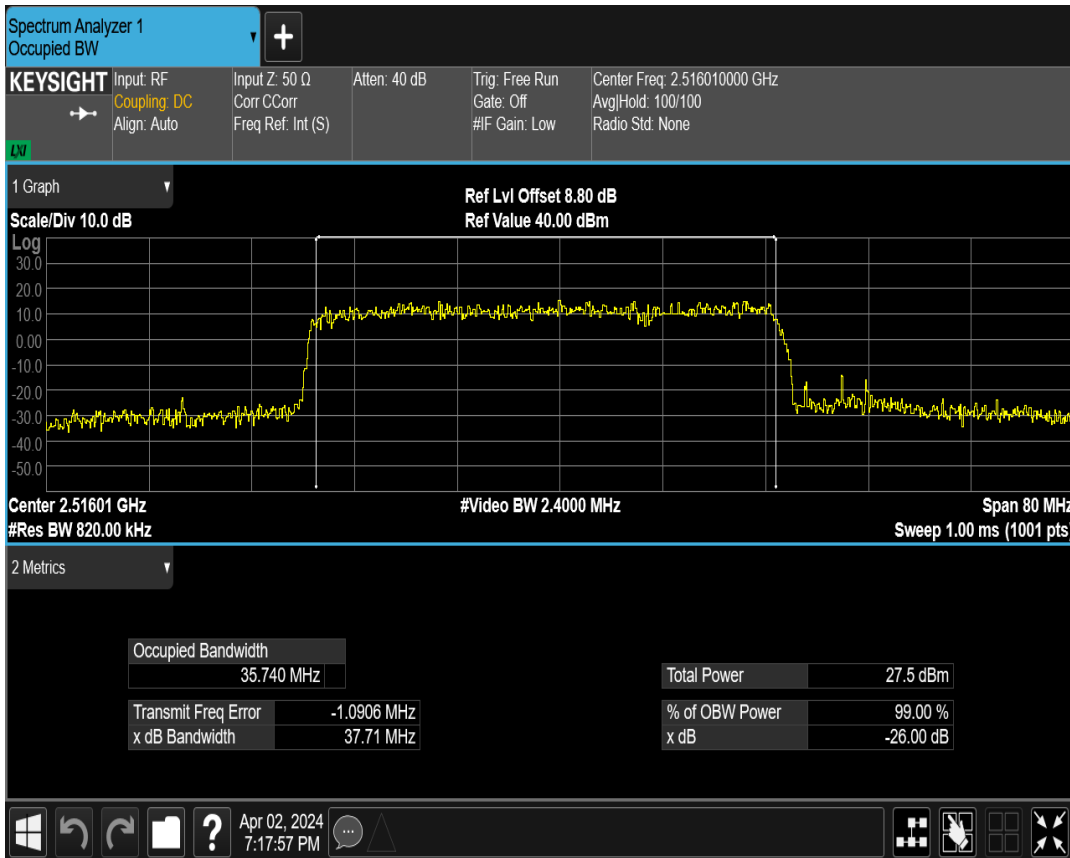 Spectrum Analyzer 1
Occupied BW
+
KEYSIGHT
Input: RF
Coupling: DC
Align: Auto
Input Z: 50 Ω
Corr CCorr
Freq Ref: Int (S)
Atten: 40 dB
Trig: Free Run
Gate: Off
#IF Gain: Low
Center Freq: 2.516010000 GHz
Avg|Hold: 100/100
Radio Std: None
LXI
1 Graph
Scale/Div 10.0 dB
Ref Lvl Offset 8.80 dB
Ref Value 40.00 dBm
Log
30.0
20.0
10.0
0.00
-10.0
-20.0
-30.0
-40.0
-50.0
Center 2.51601 GHz
#Video BW 2.4000 MHz
Span 80 MHz
#Res BW 820.00 kHz
Sweep 1.00 ms (1001 pts)
2 Metrics
Occupied Bandwidth
35.740 MHz
Total Power 27.5 dBm
Transmit Freq Error -1.0906 MHz
% of OBW Power 99.00 %
x dB Bandwidth 37.71 MHz
x dB -26.00 dB
?
Apr 02, 2024
7:17:57 PM